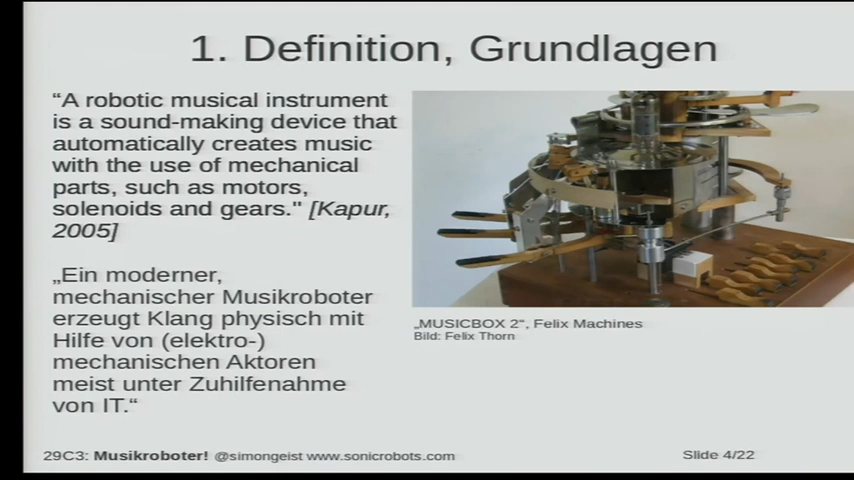 1. Definition, Grundlagen
“A robotic musical instrument
is a sound-making device that
automatically creates music
with the use of mechanical
parts, such as motors,
solenoids and gears." [Kapur,
2005]
„Ein moderner,
mechanischer Musikroboter
erzeugt Klang physisch mit
Hilfe von (elektro-)
mechanischen Aktoren
meist unter Zuhilfenahme
von IT.“
„MUSICBOX 2“, Felix Machines
Bild: Felix Thorn
29C3: Musikroboter! @simongeist www.sonicrobots.com
Slide 4/22